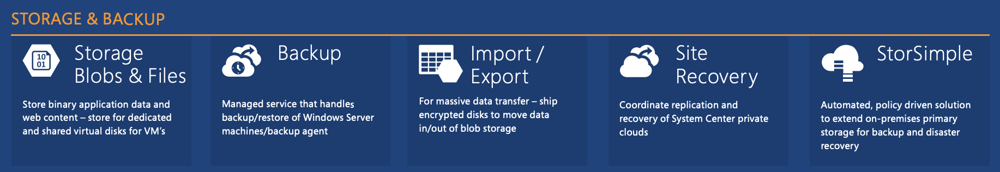 STORAGE & BACKUP
10
01
Storage
Blobs & Files
Store binary application data and
web content – store for dedicated
and shared virtual disks for VM's
Backup
Managed service that handles
backup/restore of Windows Server
machines/backup agent
Import /
Export
For massive data transfer – ship
encrypted disks to move data
in/out of blob storage
Site
Recovery
Coordinate replication and
recovery of System Center private
clouds
StorSimple
Automated, policy driven solution
to extend on-premises primary
storage for backup and disaster
recovery